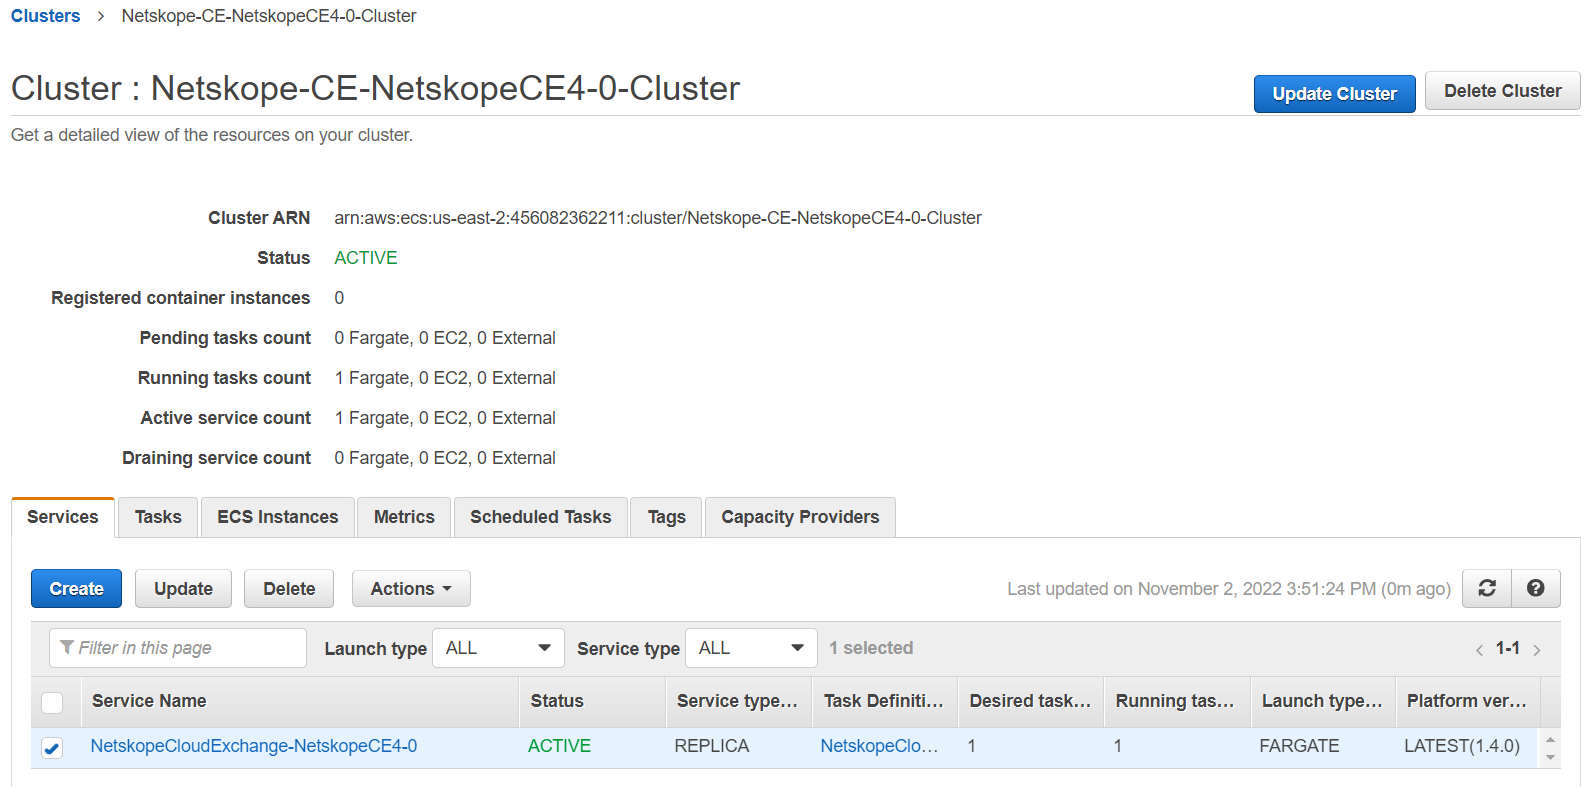 Clusters > Netskope-CE-NetskopeCE4-0-Cluster
Cluster : Netskope-CE-NetskopeCE4-0-Cluster
Update Cluster
Delete Cluster
Get a detailed view of the resources on your cluster.
Cluster ARN arn:aws:ecs:us-east-2:456082362211:cluster/Netskope-CE-NetskopeCE4-0-Cluster
Status ACTIVE
Registered container instances 0
Pending tasks count 0 Fargate, 0 EC2, 0 External
Running tasks count 1 Fargate, 0 EC2, 0 External
Active service count 1 Fargate, 0 EC2, 0 External
Draining service count 0 Fargate, 0 EC2, 0 External
Services Tasks ECS Instances Metrics Scheduled Tasks Tags Capacity Providers
Create Update Delete Actions Last updated on November 2, 2022 3:51:24 PM (0m ago)
Filter in this page Launch type ALL Service type ALL 1 selected < 1-1 >
Service Name Status Service type... Task Definiti... Desired task... Running tas... Launch type... Platform ver...
NetskopeCloudExchange-NetskopeCE4-0 ACTIVE REPLICA NetskopeClo... 1 1 FARGATE LATEST(1.4.0)